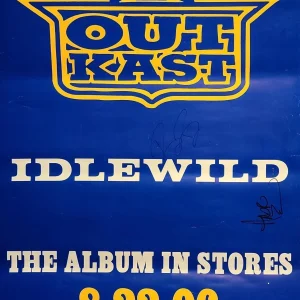 OUT
KAST
IDLEWILD
THE ALBUM IN STORES